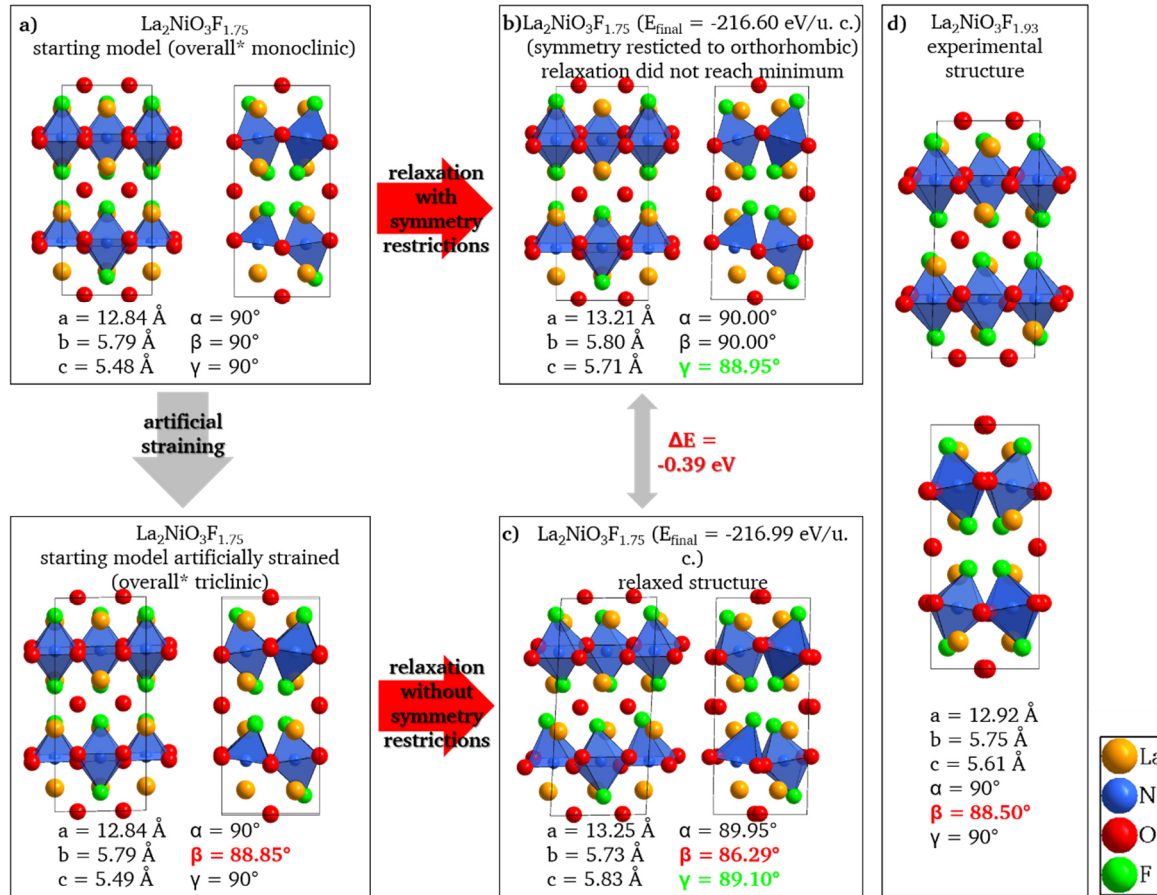 a)
La₂NiO₃F₁.₇₅
starting model (overall* monoclinic)
a = 12.84 Å α = 90°
b = 5.79 Å β = 90°
c = 5.48 Å γ = 90°
relaxation
with
symmetry
restrictions
b) La₂NiO₃F₁.₇₅ (E_final = -216.60 eV/u. c.)
(symmetry resticted to orthorhombic)
relaxation did not reach minimum
a = 13.21 Å α = 90.00°
b = 5.80 Å β = 90.00°
c = 5.71 Å γ = 88.95°
artificial
straining
ΔE =
-0.39 eV
La₂NiO₃F₁.₇₅
starting model artificially strained
(overall* triclinic)
a = 12.84 Å α = 90°
b = 5.79 Å β = 88.85°
c = 5.49 Å γ = 90°
relaxation
without
symmetry
restrictions
c) La₂NiO₃F₁.₇₅ (E_final = -216.99 eV/u.
c.)
relaxed structure
a = 13.25 Å α = 89.95°
b = 5.73 Å β = 86.29°
c = 5.83 Å γ = 89.10°
d) La₂NiO₃F₁.₉₃
experimental
structure
a = 12.92 Å
b = 5.75 Å
c = 5.61 Å
α = 90°
β = 88.50°
γ = 90°
La
N
O
F